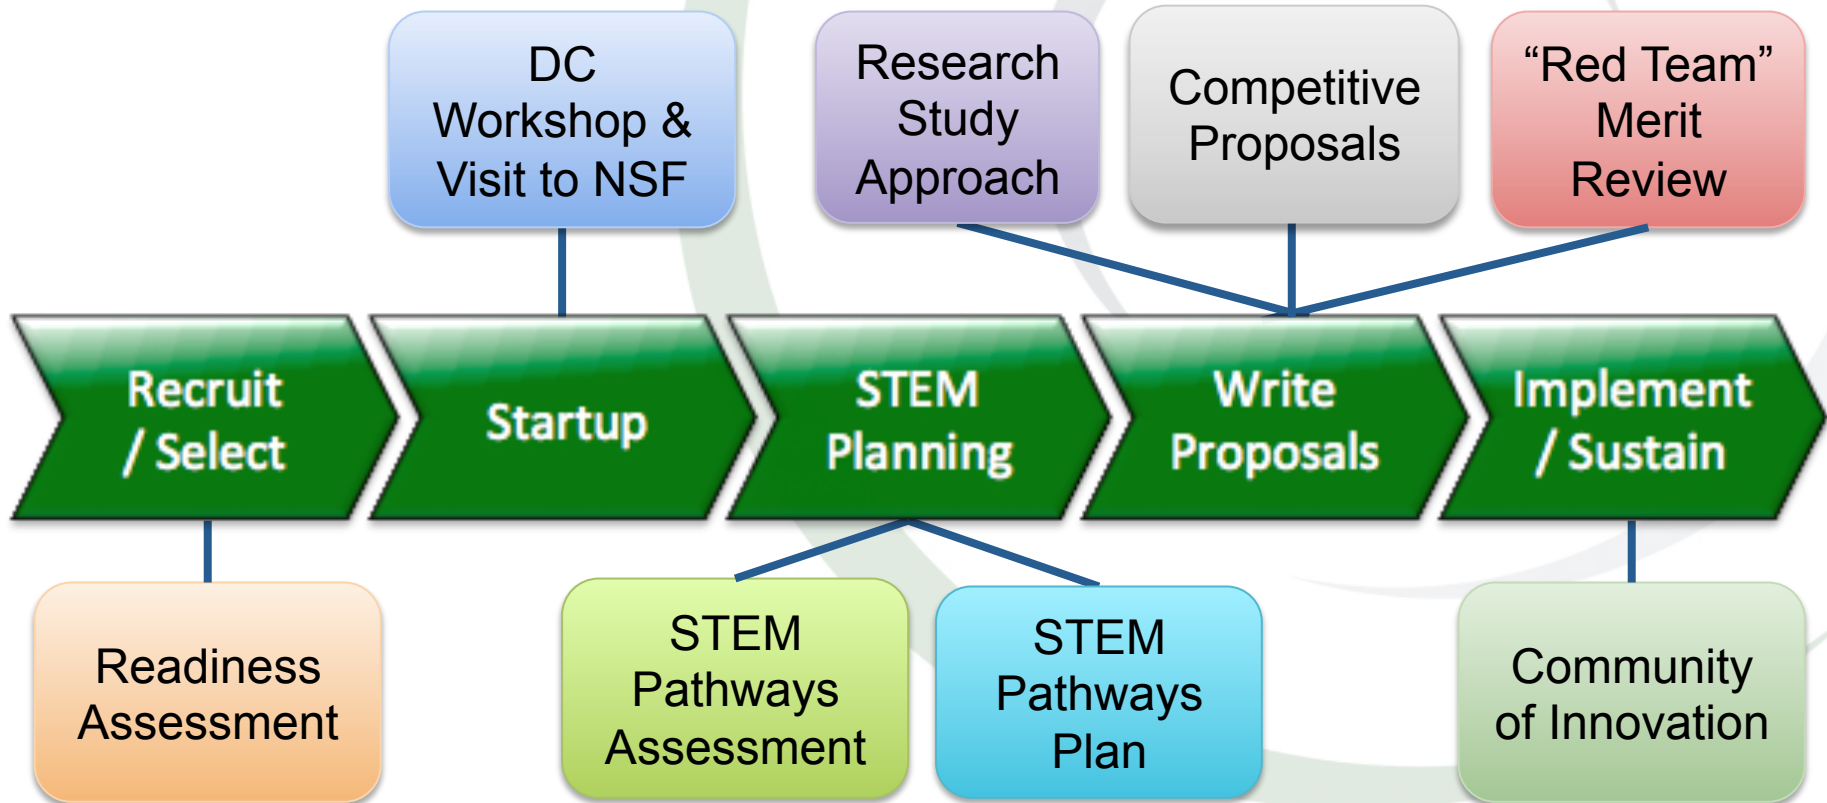 DC
Workshop &
Visit to NSF
Research
Study
Approach
Competitive
Proposals
“Red Team”
Merit
Review
Recruit
/ Select
Startup
STEM
Planning
Write
Proposals
Implement
/ Sustain
Readiness
Assessment
STEM
Pathways
Assessment
STEM
Pathways
Plan
Community
of Innovation